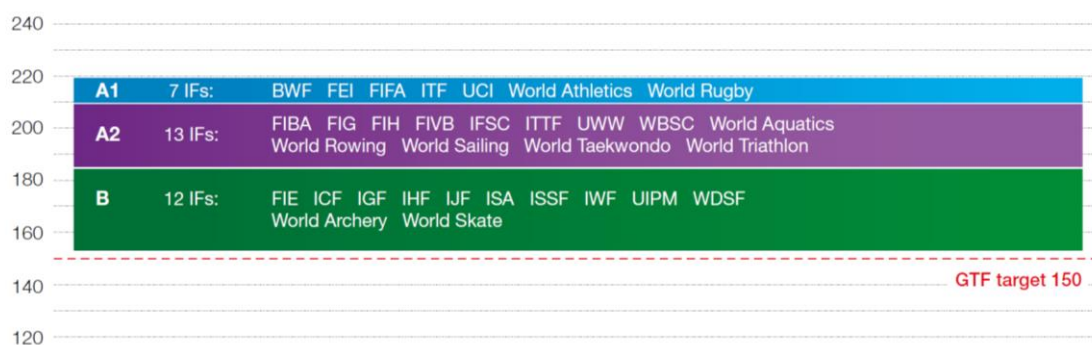 240
220
A1 7 IFs: BWF FEI FIFA ITF UCI World Athletics World Rugby
200
A2 13 IFs: FIBA FIG FIH FIVB IFSC ITTF UWW WBSC World Aquatics
World Rowing World Sailing World Taekwondo World Triathlon
180
B 12 IFs: FIE ICF IGF IHF IJF ISA ISSF IWF UIPM WDSF
World Archery World Skate
160
GTF target 150
140
120